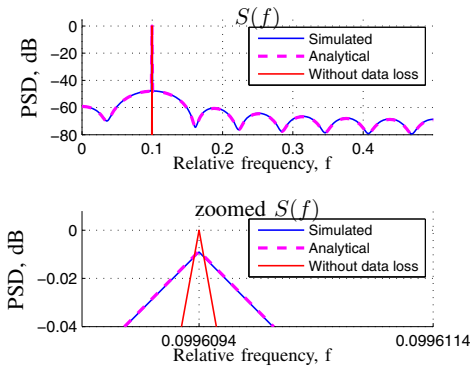 S(f)
PSD, dB
0
−20
−40
−60
−80
Simulated
Analytical
Without data loss
0 0.1 0.2 0.3 0.4
Relative frequency, f
zoomed S(f)
PSD, dB
0
−0.02
−0.04
Simulated
Analytical
Without data loss
0.0996094 0.0996114
Relative frequency, f